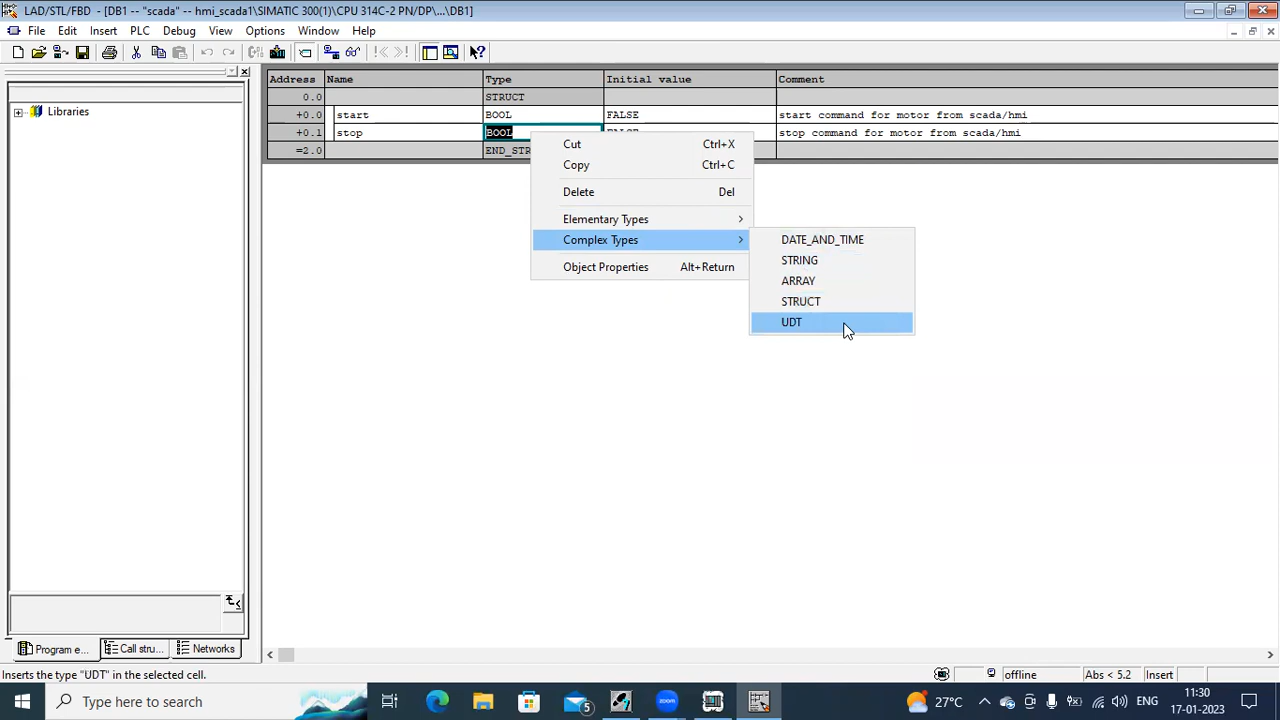 LAD/STL/FBD - [DB1 -- "scada" -- hmi_scada1\SIMATIC 300(1)\CPU 314C-2 PN/DP\...\DB1]
File Edit Insert PLC Debug View Options Window Help
Address Name Type Initial value Comment
0.0 STRUCT
+0.0 start BOOL FALSE start command for motor from scada/hmi
+0.1 stop BOOL FALSE stop command for motor from scada/hmi
=2.0 END_STR
Libraries
Cut Ctrl+X
Copy Ctrl+C
Delete Del
Elementary Types
Complex Types
Object Properties Alt+Return
DATE_AND_TIME
STRING
ARRAY
STRUCT
UDT
Program e... Call stru... Networks
Inserts the type "UDT" in the selected cell. offline Abs < 5.2 Insert
Type here to search 5 27°C ENG 11:30
17-01-2023